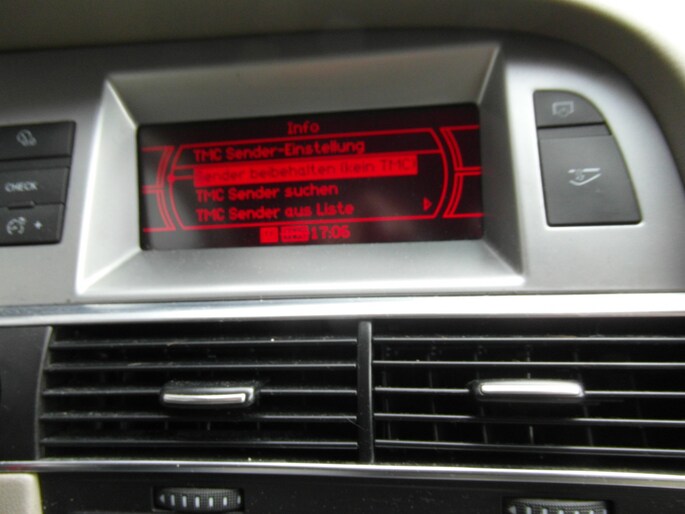 Info
TMC Sender-Einstellung
Sender beibehalten (kein TMC)
TMC Sender suchen
TMC Sender aus Liste
17:06
CHECK
+